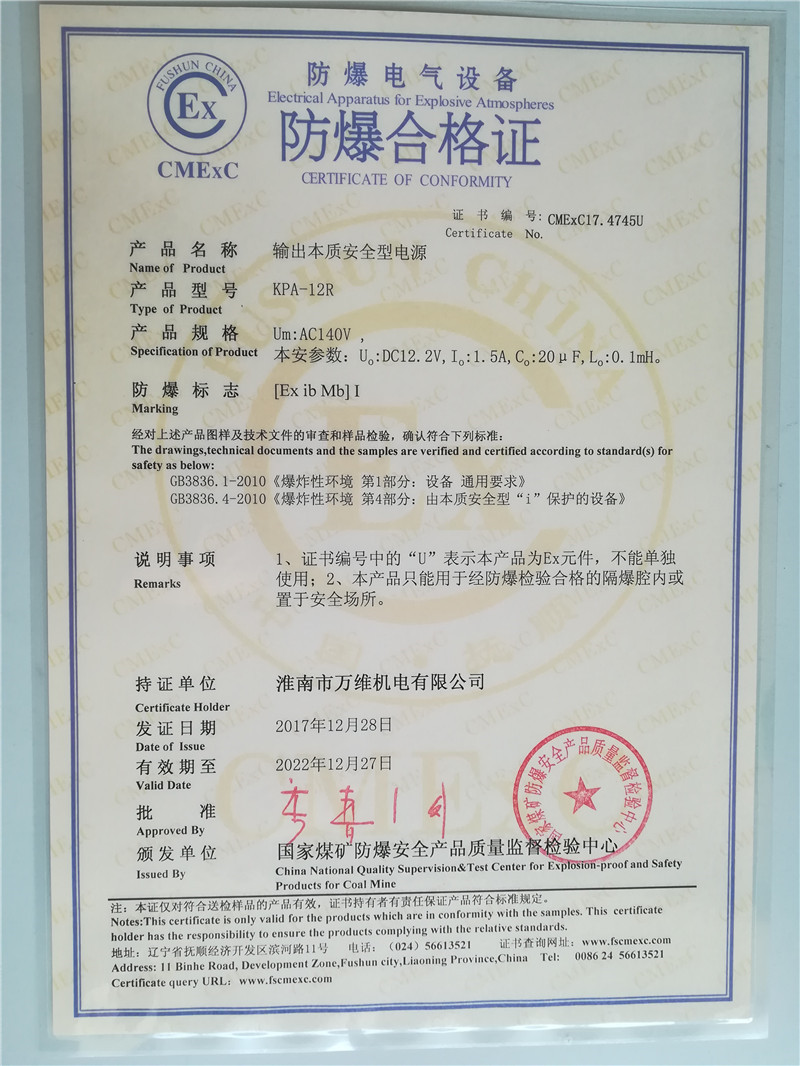 FUSHUN CHINA
Ex
CMExC
防爆电气设备
Electrical Apparatus for Explosive Atmospheres
防爆合格证
CERTIFICATE OF CONFORMITY
证书编号: CMExC17.4745U
Certificate No.
产品名称 输出本质安全型电源
Name of Product
产品型号 KPA-12R
Type of Product
产品规格 Um:AC140V ,
Specification of Product 本安参数: Uo:DC12.2V,Io:1.5A,Co:20μF,Lo:0.1mH。
防爆标志 [Ex ib Mb] I
Marking
经对上述产品图样及技术文件的审查和样品检验，确认符合下列标准:
The drawings,technical documents and the samples are verified and certified according to standard(s) for
safety as below:
GB3836.1-2010《爆炸性环境 第1部分: 设备 通用要求》
GB3836.4-2010《爆炸性环境 第4部分: 由本质安全型“i”保护的设备》
说明事项 1、证书编号中的“U”表示本产品为Ex元件，不能单独
Remarks 使用；2、本产品只能用于经防爆检验合格的隔爆腔内或
置于安全场所。
持证单位 淮南市万维机电有限公司
Certificate Holder
发证日期 2017年12月28日
Date of Issue
有效期至 2022年12月27日
Valid Date
批准
Approved By
颁发单位 国家煤矿防爆安全产品质量监督检验中心
Issued By China National Quality Supervision&Test Center for Explosion-proof and Safety
Products for Coal Mine
国家煤矿防爆安全产品质量监督检验中心
注: 本证仅对符合送检样品的产品有效，证书持有者有责任保证产品符合标准规定。
Notes:This certificate is only valid for the products which are in conformity with the samples. This certificate
holder has the responsibility to ensure the products complying with the relative standards.
地址: 辽宁省抚顺经济开发区滨河路11号 电话: （024）56613521 证书查询网址: www.fscmexc.com
Address: 11 Binhe Road, Development Zone,Fushun city,Liaoning Province,China Tel: 0086 24 56613521
Certificate query URL: www.fscmexc.com